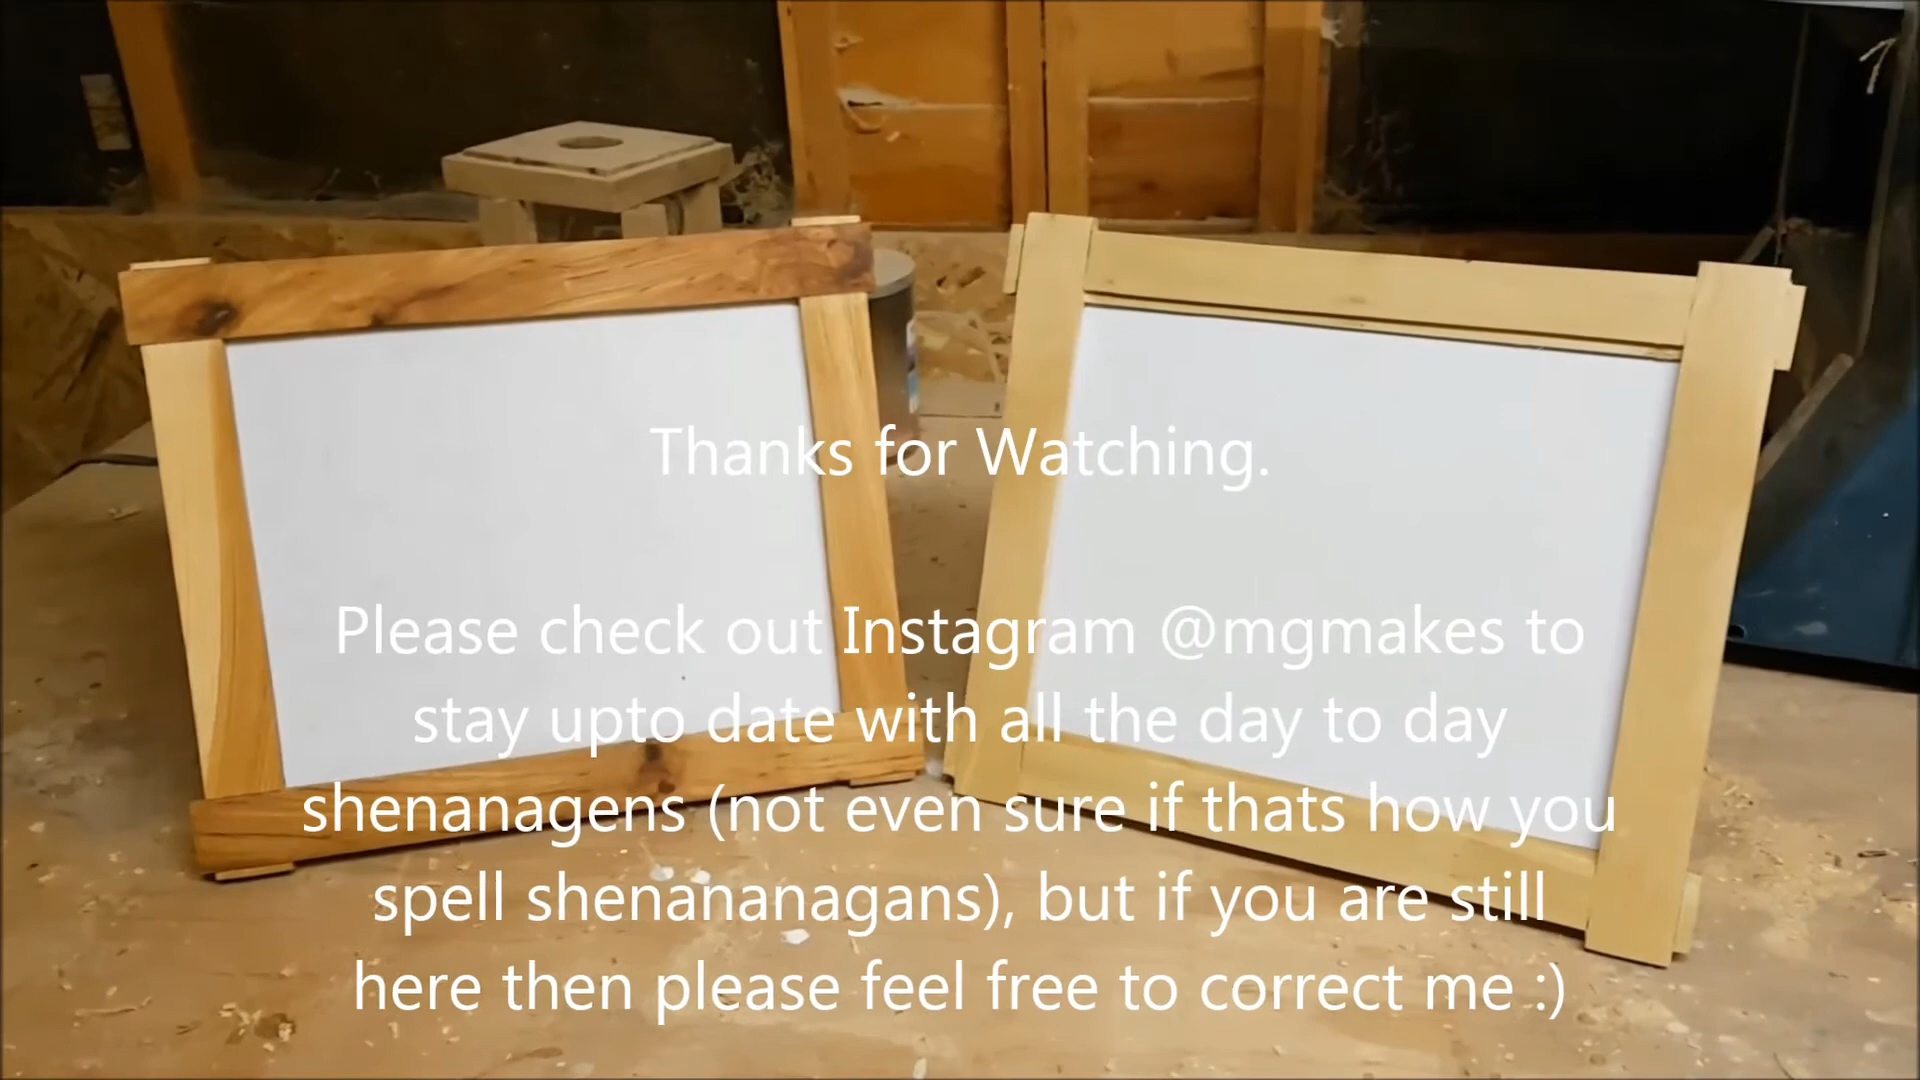 Thanks for Watching.
Please check out Instagram @mgmakes to
stay upto date with all the day to day
shenanagens (not even sure if thats how you
spell shenananagans), but if you are still
here then please feel free to correct me :)